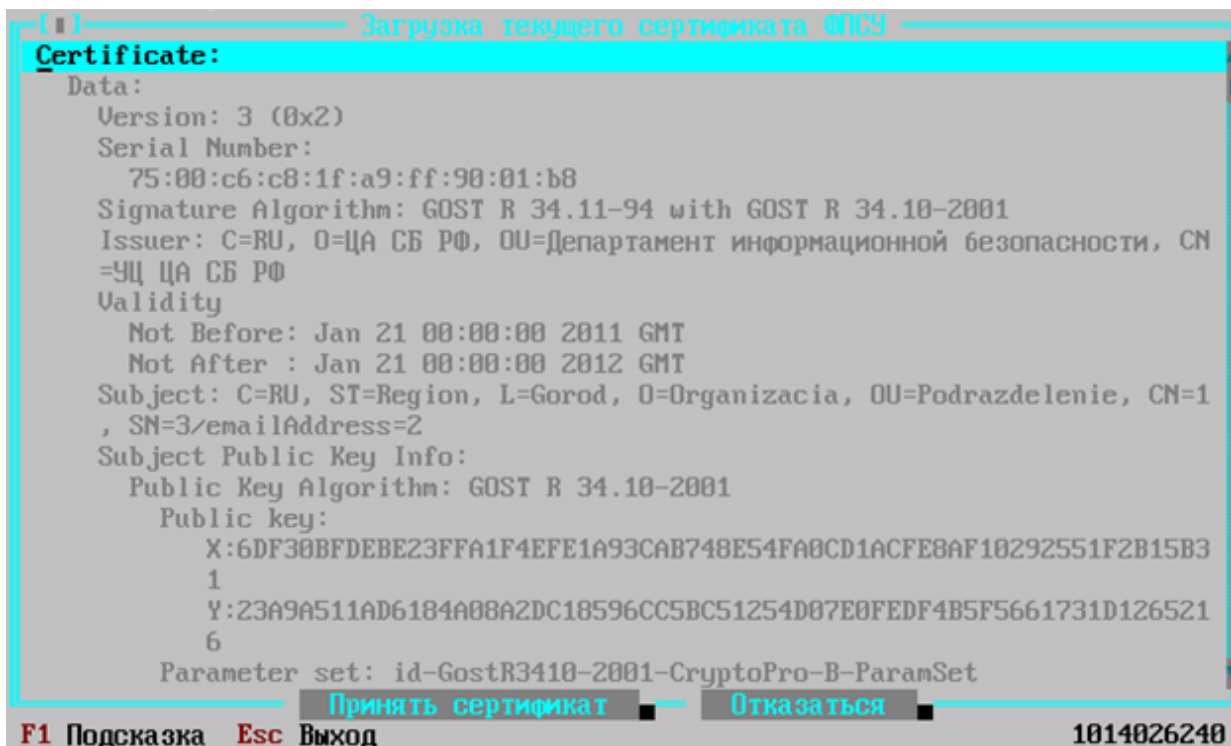 [▮] Загрузка текущего сертификата ФПСУ
Certificate:
Data:
Version: 3 (0x2)
Serial Number:
75:00:c6:c8:1f:a9:ff:90:01:b8
Signature Algorithm: GOST R 34.11-94 with GOST R 34.10-2001
Issuer: C=RU, O=ЦА СБ РФ, OU=Департамент информационной безопасности, CN
=УЦ ЦА СБ РФ
Validity
Not Before: Jan 21 00:00:00 2011 GMT
Not After : Jan 21 00:00:00 2012 GMT
Subject: C=RU, ST=Region, L=Gorod, O=Organizacia, OU=Podrazdelenie, CN=1
, SN=3/emailAddress=2
Subject Public Key Info:
Public Key Algorithm: GOST R 34.10-2001
Public key:
X:6DF30BFDEBE23FFA1F4EFE1A93CAB748E54FA0CD1ACFE8AF10292551F2B15B3
1
Y:23A9A511AD6184A08A2DC18596CC5BC51254D07E0FEDF4B5F5661731D126521
6
Parameter set: id-GostR3410-2001-CryptoPro-B-ParamSet
Принять сертификат Отказаться
F1 Подсказка Esc Выход 1014026240